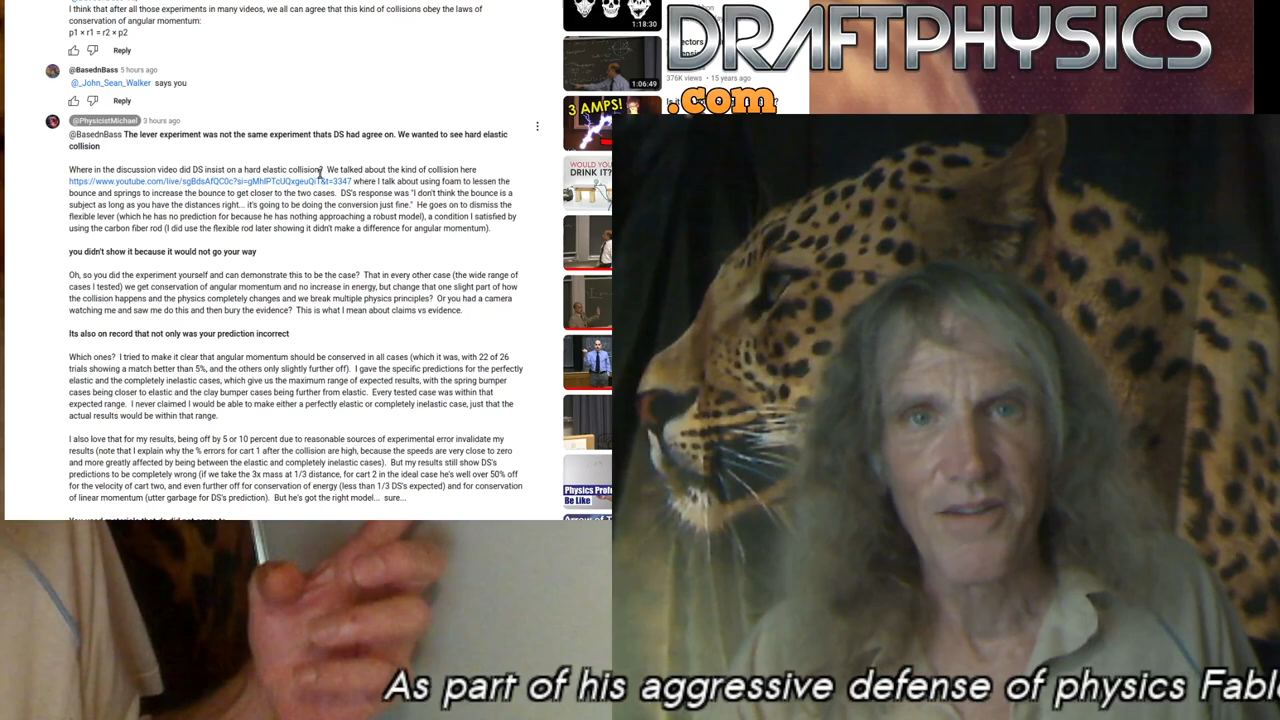 I think that after all those experiments in many videos, we all can agree that this kind of collisions obey the laws of
conservation of angular momentum:
p1 × r1 = r2 × p2
Reply
@BasednBass 5 hours ago
@_John_Sean_Walker says you
Reply
@PhysicistMichael 3 hours ago
@BasednBass The lever experiment was not the same experiment thats DS had agree on. We wanted to see hard elastic
collision
Where in the discussion video did DS insist on a hard elastic collision? We talked about the kind of collision here
where I talk about using foam to lessen the
bounce and springs to increase the bounce to get closer to the two cases. DS's response was "I don't think the bounce is a
subject as long as you have the distances right... it's going to be doing the conversion just fine." He goes on to dismiss the
flexible lever (which he has no prediction for because he has nothing approaching a robust model), a condition I satisfied by
using the carbon fiber rod (I did use the flexible rod later showing it didn't make a difference for angular momentum).
you didn't show it because it would not go your way
Oh, so you did the experiment yourself and can demonstrate this to be the case? That in every other case (the wide range of
cases I tested) we get conservation of angular momentum and no increase in energy, but change that one slight part of how
the collision happens and the physics completely changes and we break multiple physics principles? Or you had a camera
watching me and saw me do this and then bury the evidence? This is what I mean about claims vs evidence.
Its also on record that not only was your prediction incorrect
Which ones? I tried to make it clear that angular momentum should be conserved in all cases (which it was, with 22 of 26
trials showing a match better than 5%, and the others only slightly further off). I gave the specific predictions for the perfectly
elastic and the completely inelastic cases, which give us the maximum range of expected results, with the spring bumper
cases being closer to elastic and the clay bumper cases being further from elastic. Every tested case was within that
expected range. I never claimed I would be able to make either a perfectly elastic or completely inelastic case, just that the
actual results would be within that range.
I also love that for my results, being off by 5 or 10 percent due to reasonable sources of experimental error invalidate my
results (note that I explain why the % errors for cart 1 after the collision are high, because the speeds are very close to zero
and more greatly affected by being between the elastic and completely inelastic cases). But my results still show DS's
predictions to be completely wrong (if we take the 3x mass at 1/3 distance, for cart 2 in the ideal case he's well over 50% off
for the velocity of cart two, and even further off for conservation of energy (less than 1/3 DS's expected) and for conservation
of linear momentum (utter garbage for DS's prediction). But he's got the right model... sure...
1:18:30
1:06:49
3 AMPS!
WOULD YOU
DRINK IT?
Physics Profe
Be Like
376K views • 15 years ago
DRAFTPHYSICS
.com
As part of his aggressive defense of physics Fabl